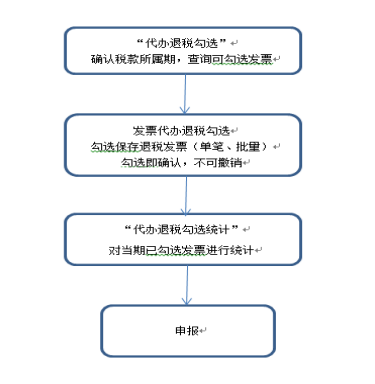 “代办退税勾选”
确认税款所属期，查询可勾选发票
发票代办退税勾选
勾选保存退税发票（单笔、批量）
勾选即确认，不可撤销
“代办退税勾选统计”
对当期已勾选发票进行统计
申报